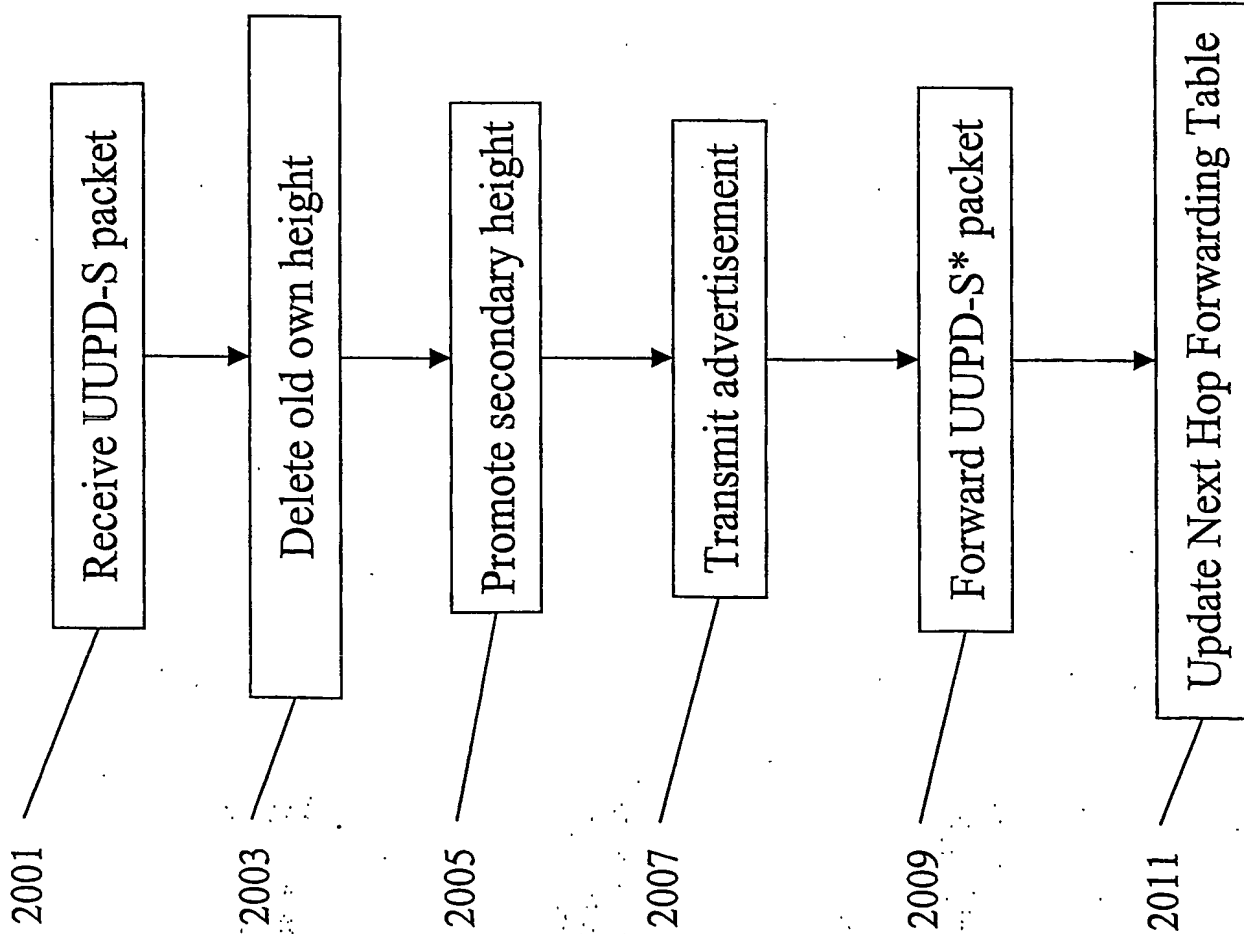 2001
Receive UUPD-S packet
2003
Delete old own height
2005
Promote secondary height
2007
Transmit advertisement
2009
Forward UUPD-S* packet
2011
Update Next Hop Forwarding Table